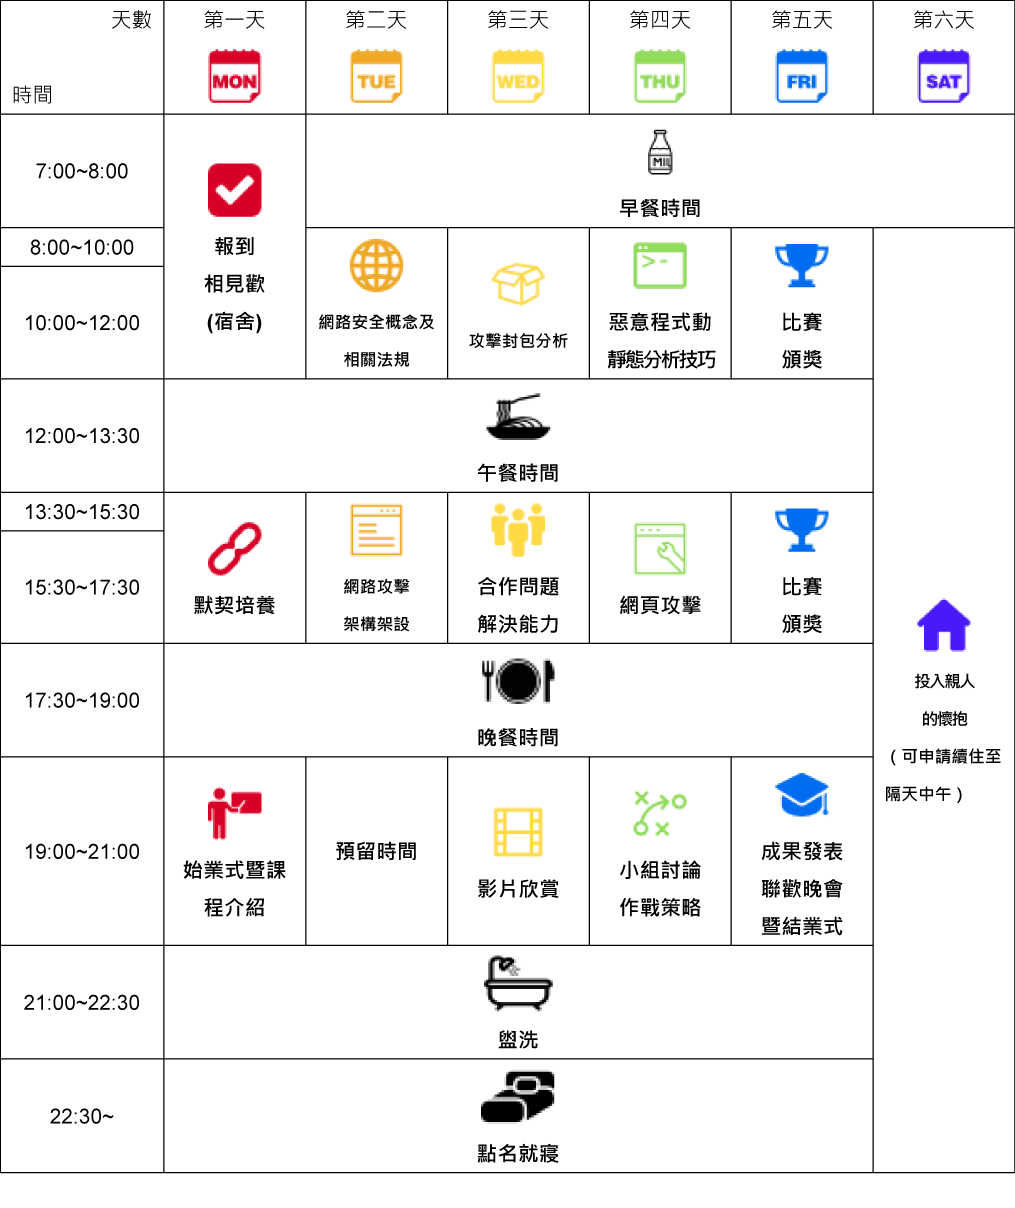 天數
時間
第一天
第二天
第三天
第四天
第五天
第六天
MON
TUE
WED
THU
FRI
SAT
7:00~8:00
MIL
早餐時間
報到
相見歡
(宿舍)
8:00~10:00
10:00~12:00
網路安全概念及
相關法規
攻擊封包分析
惡意程式動
靜態分析技巧
比賽
頒獎
12:00~13:30
午餐時間
13:30~15:30
15:30~17:30
默契培養
網路攻擊
架構架設
合作問題
解決能力
網頁攻擊
比賽
頒獎
投入親人
的懷抱
（可申請續住至
隔天中午）
17:30~19:00
晚餐時間
19:00~21:00
始業式暨課
程介紹
預留時間
影片欣賞
小組討論
作戰策略
成果發表
聯歡晚會
暨結業式
21:00~22:30
盥洗
22:30~
點名就寢